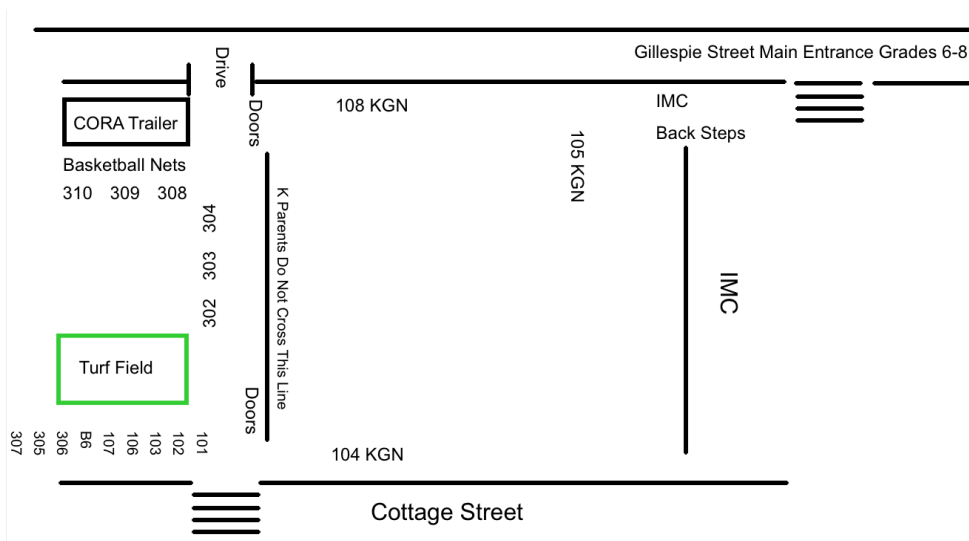 Gillespie Street Main Entrance Grades 6-8
Drive
CORA Trailer
Doors
108 KGN
IMC
Back Steps
105 KGN
Basketball Nets
310 309 308
304
303
302
K Parents Do Not Cross This Line
IMC
Turf Field
Doors
307
305
306
B6
107
106
103
102
101
104 KGN
Cottage Street